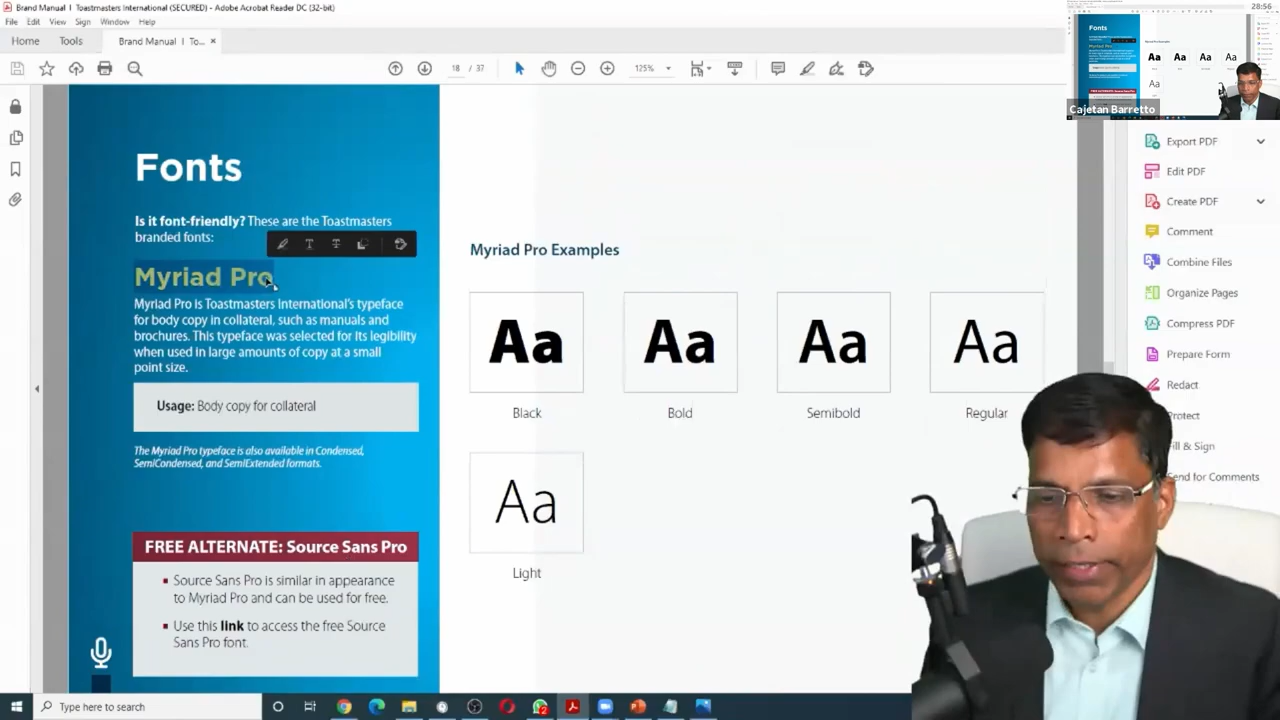 Brand Manual | Toastmasters International (SECURED) - Adobe Acrobat Reader DC (32-bit)
File Edit View Sign Window Help
Home Tools Brand Manual | To... ×
28:56
Cajetan Barretto
Fonts
Is it font-friendly? These are the Toastmasters
branded fonts:
Myriad Pro
Myriad Pro is Toastmasters International's typeface
for body copy in collateral, such as manuals and
brochures. This typeface was selected for its legibility
when used in large amounts of copy at a small
point size.
Usage: Body copy for collateral
The Myriad Pro typeface is also available in Condensed,
SemiCondensed, and SemiExtended formats.
FREE ALTERNATE: Source Sans Pro
Source Sans Pro is similar in appearance
to Myriad Pro and can be used for free.
Use this link to access the free Source
Sans Pro font.
Myriad Pro Examples
Aa Aa Aa Aa
Black Bold Semibold Regular
Aa
Light
Export PDF
Edit PDF
Create PDF
Comment
Combine Files
Organize Pages
Compress PDF
Prepare Form
Redact
Protect
Fill & Sign
Send for Comments
Type here to search